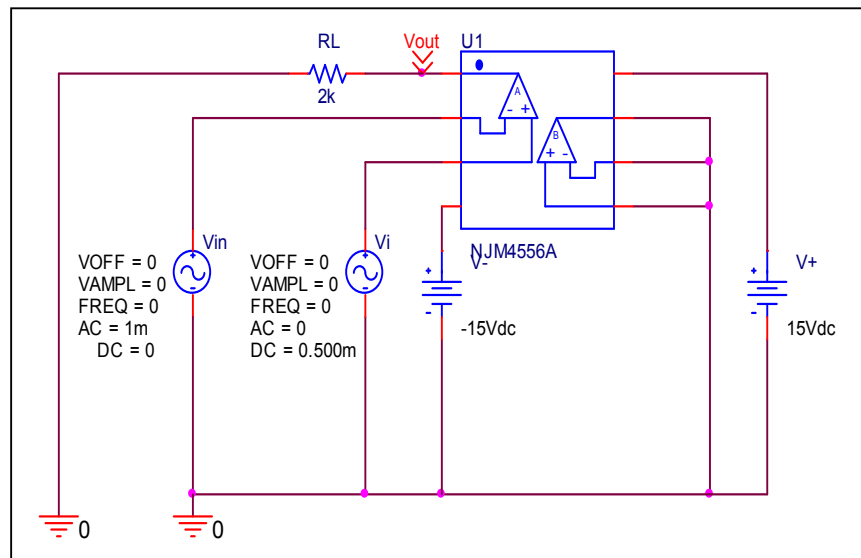 RL
Vout
U1
2k
A
- +
B
+ -
Vin
VOFF = 0
VAMPL = 0
FREQ = 0
AC = 1m
DC = 0
+
-
Vi
VOFF = 0
VAMPL = 0
FREQ = 0
AC = 0
DC = 0.500m
+
-
NJM4556A
V-
+
-
-15Vdc
V+
+
-
15Vdc
0
0